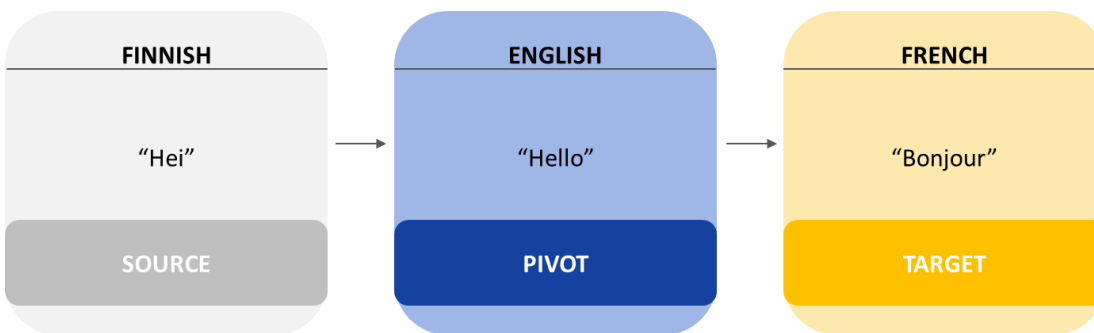 FINNISH
“Hei”
SOURCE
ENGLISH
“Hello”
PIVOT
FRENCH
“Bonjour”
TARGET